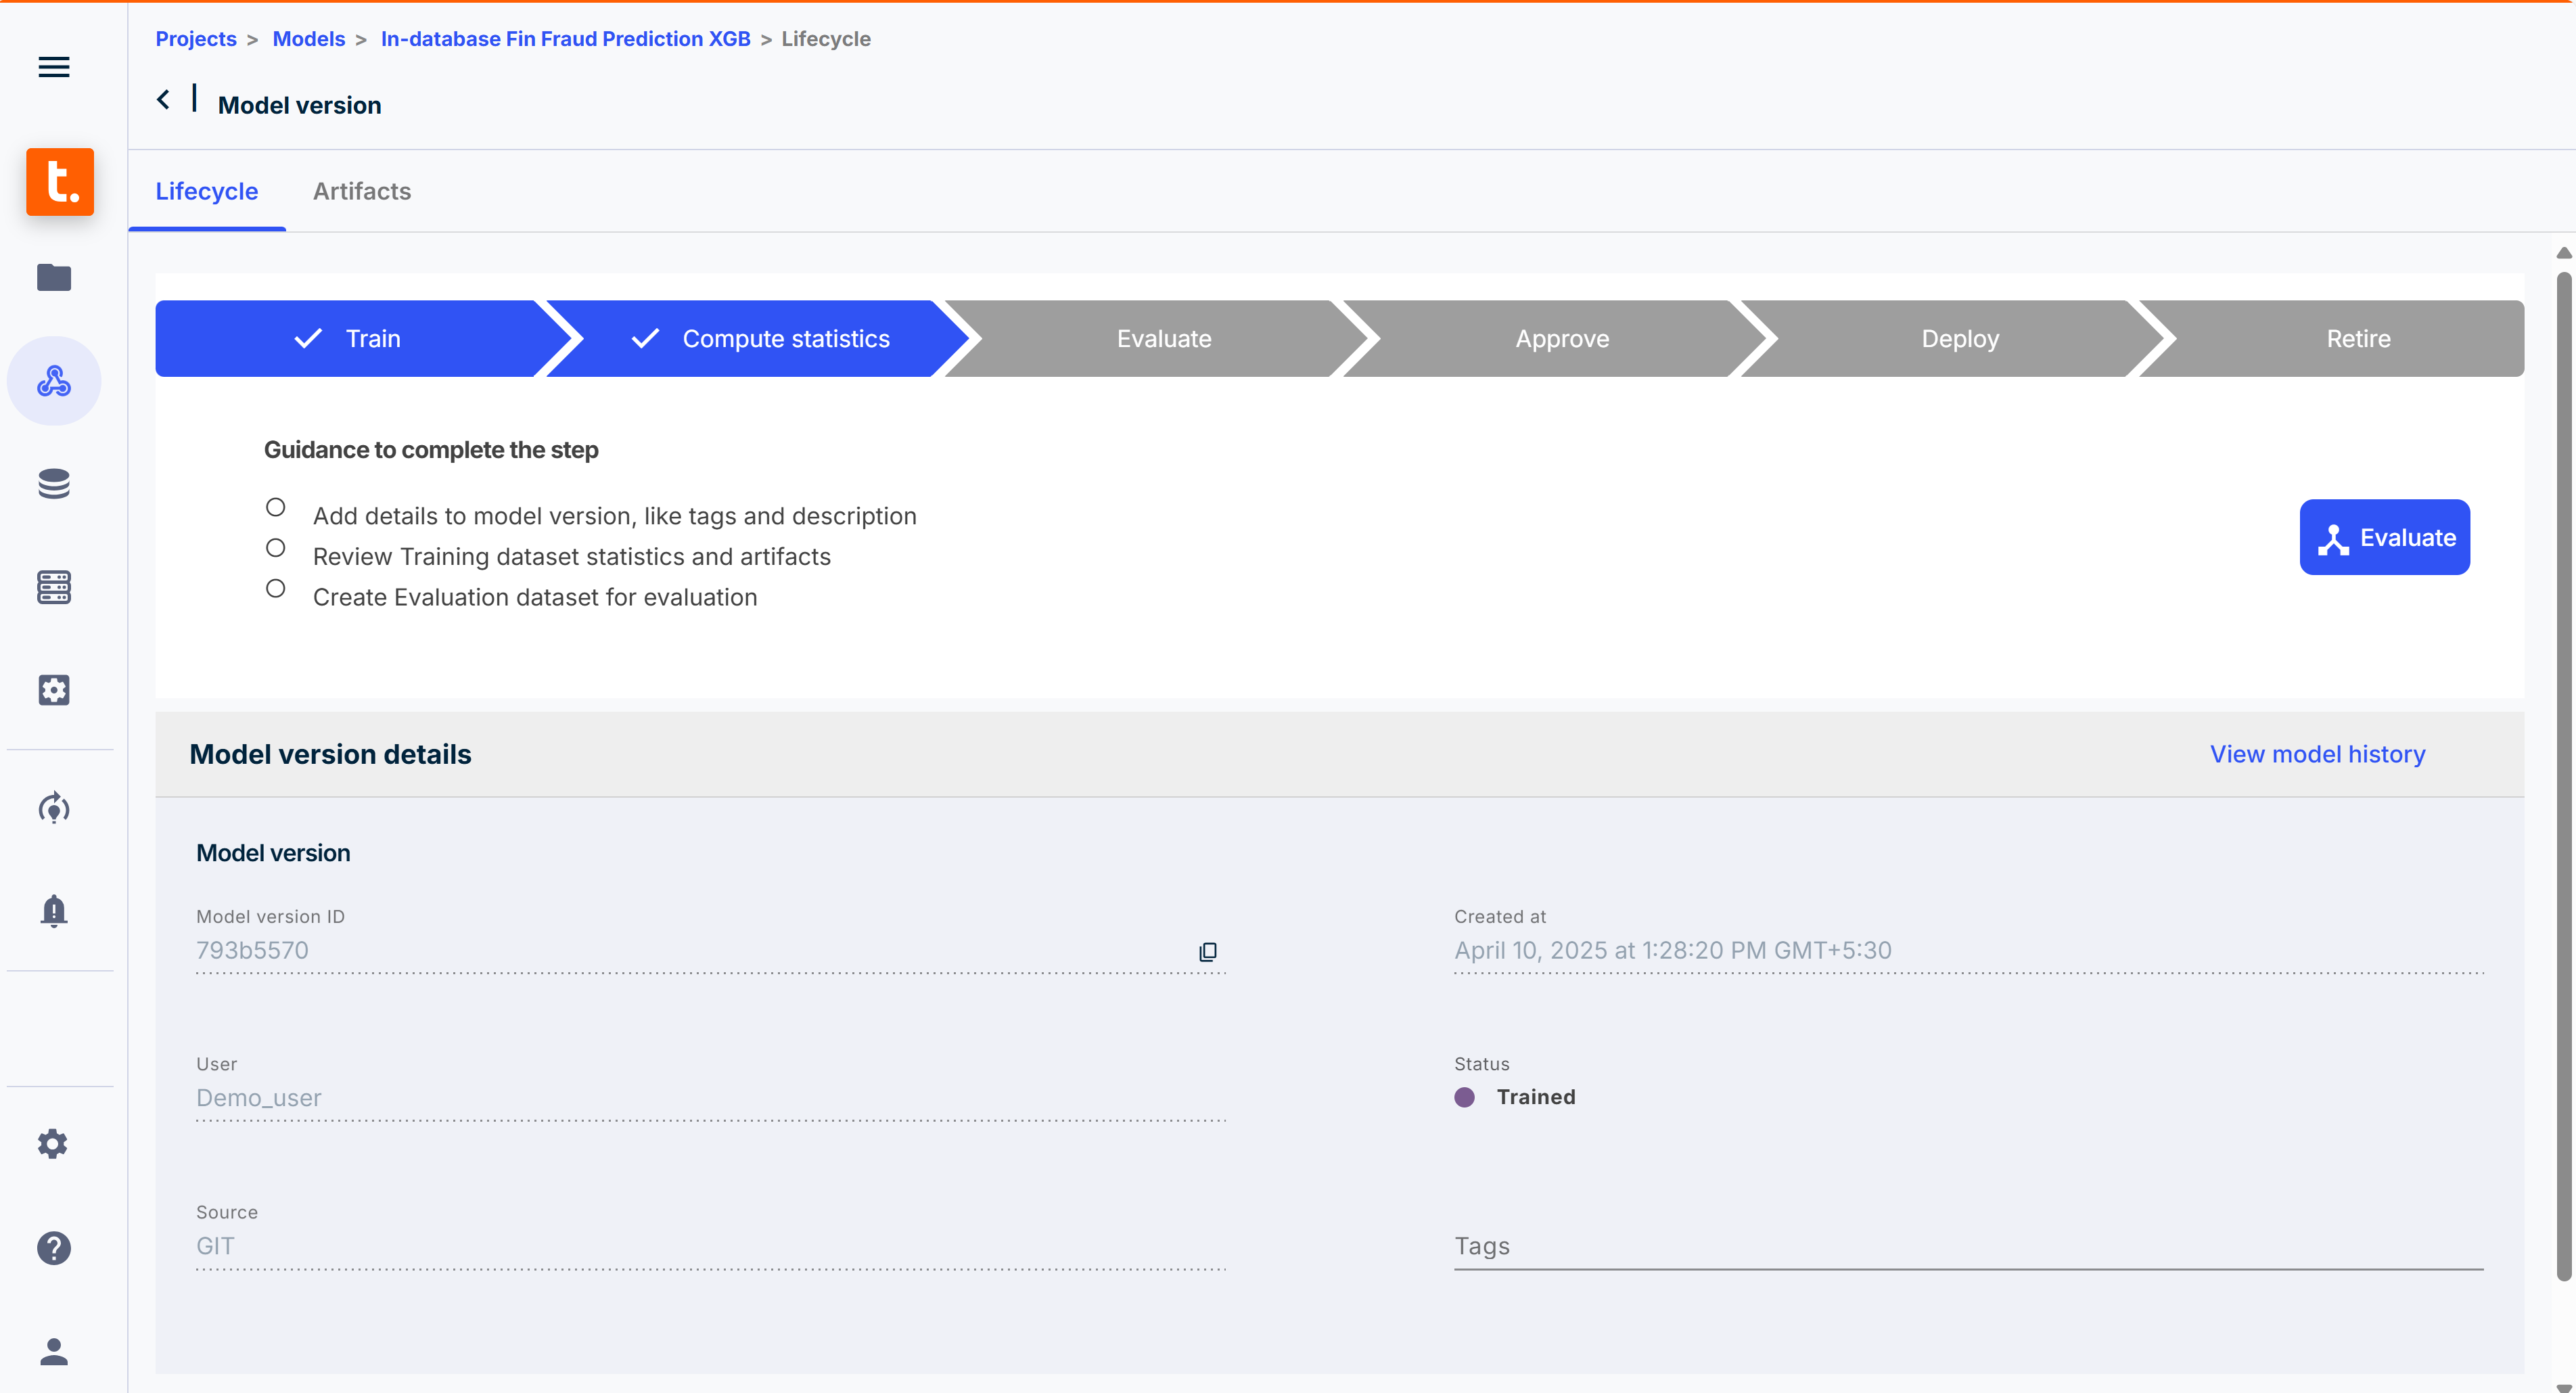 Projects > Models > In-database Fin Fraud Prediction XGB > Lifecycle
Model version
t.
Lifecycle Artifacts
Train Compute statistics Evaluate Approve Deploy Retire
Guidance to complete the step
Add details to model version, like tags and description
Review Training dataset statistics and artifacts
Create Evaluation dataset for evaluation
Evaluate
Model version details View model history
Model version
Model version ID Created at
793b5570 April 10, 2025 at 1:28:20 PM GMT+5:30
User Status
Demo_user Trained
Source
GIT Tags